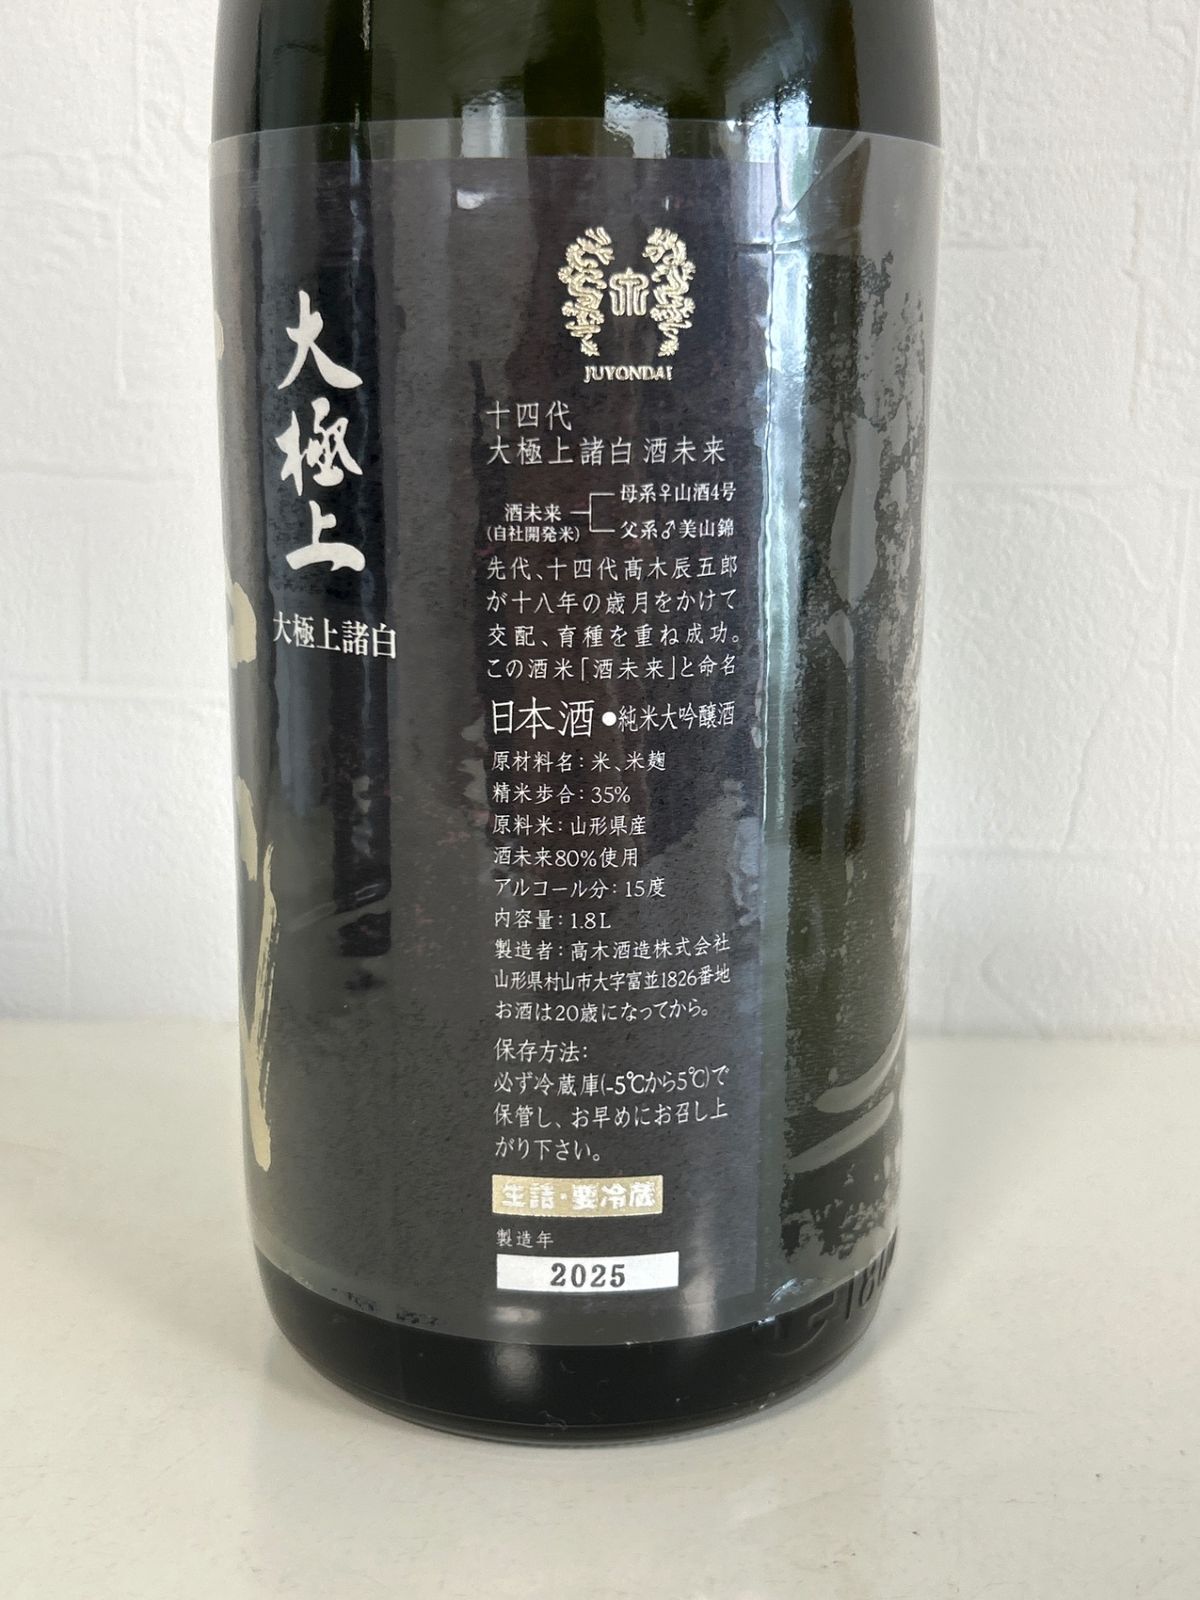 大極上
大極上諸白
JUYONDAI
十四代
大極上諸白 酒未来
酒未来
(自社開発米)
母系♀山酒4号
父系♂美山錦
先代、十四代髙木辰五郎
が十八年の歳月をかけて
交配、育種を重ね成功。
この酒米「酒未来」と命名
日本酒●純米大吟醸酒
原材料名：米、米麹
精米歩合：35%
原料米：山形県産
酒未来80%使用
アルコール分：15度
内容量：1.8L
製造者：高木酒造株式会社
山形県村山市大字富並1826番地
お酒は20歳になってから。
保存方法：
必ず冷蔵庫(-5℃から5℃)で
保管し、お早めにお召し上
がり下さい。
生詰・要冷蔵
製造年
2025